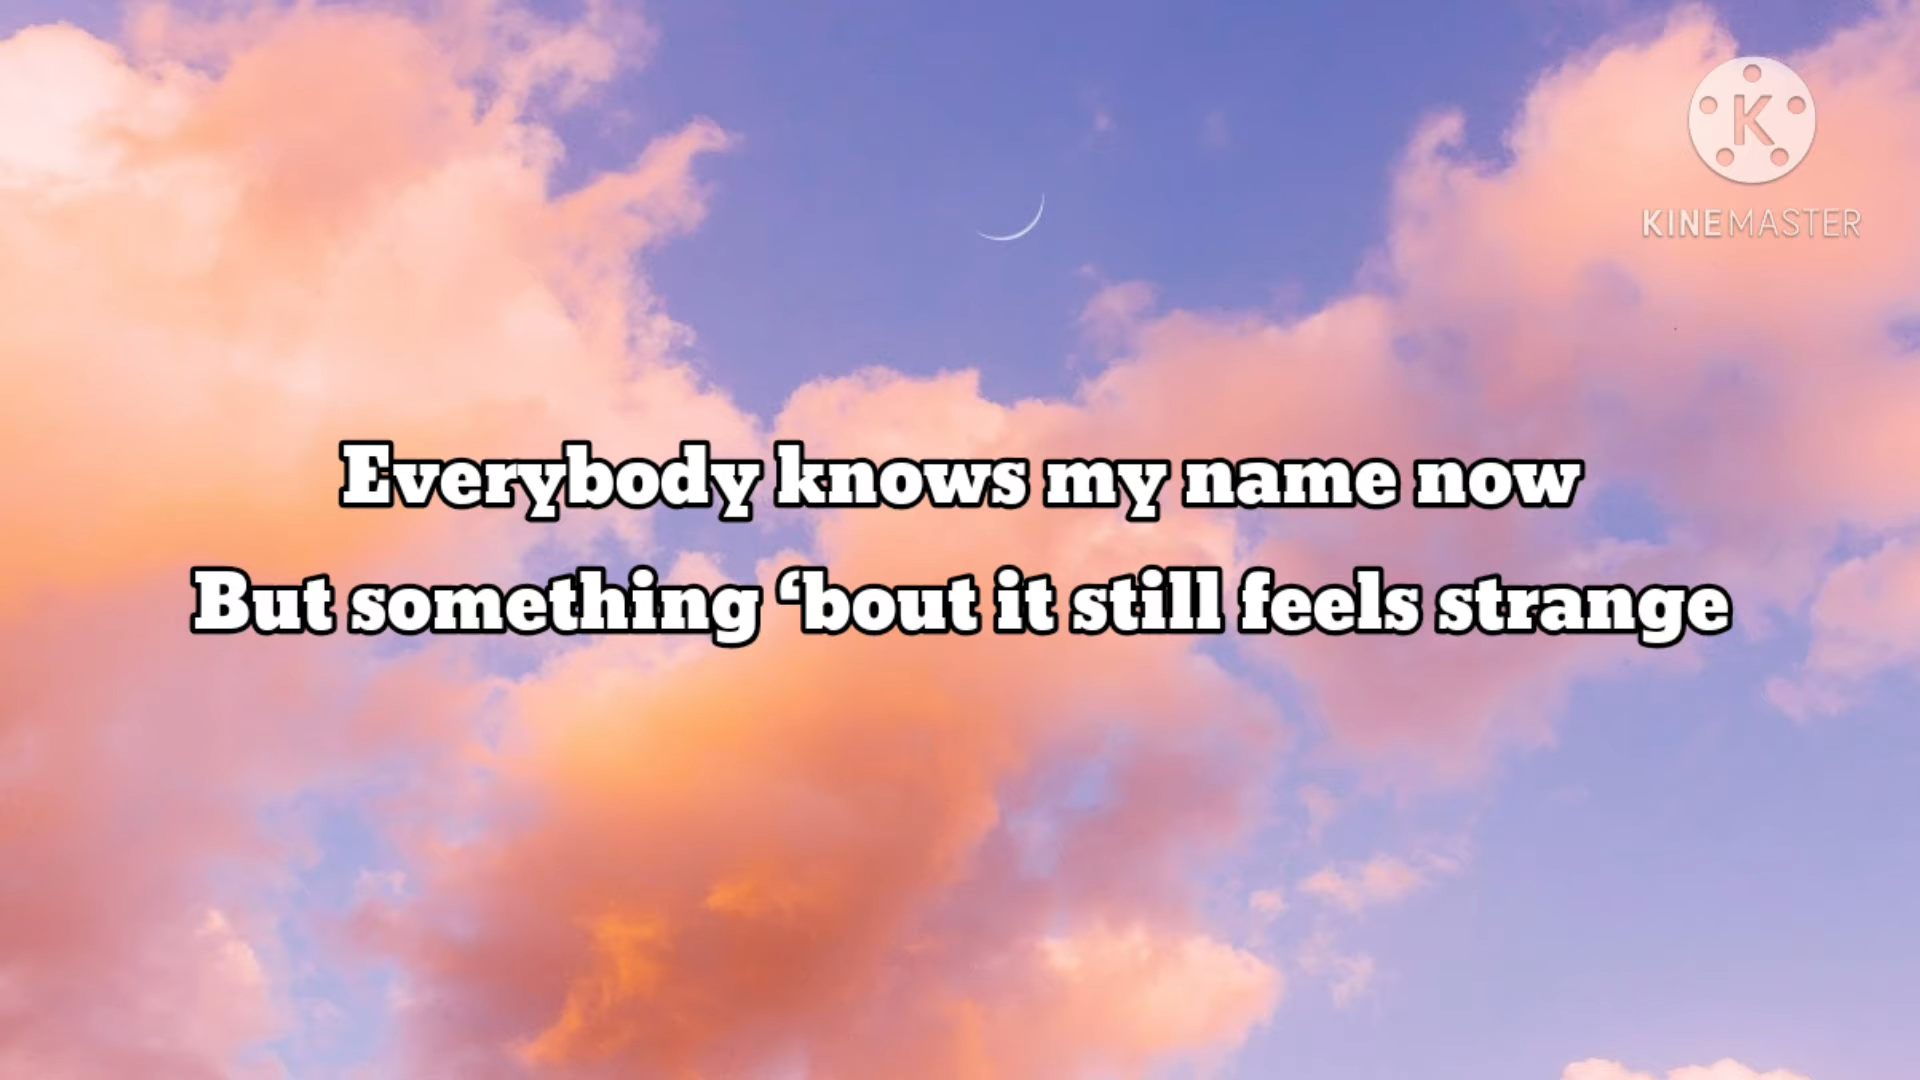 K
KINEMASTER
Everybody knows my name now
But something ‘bout it still feels strange